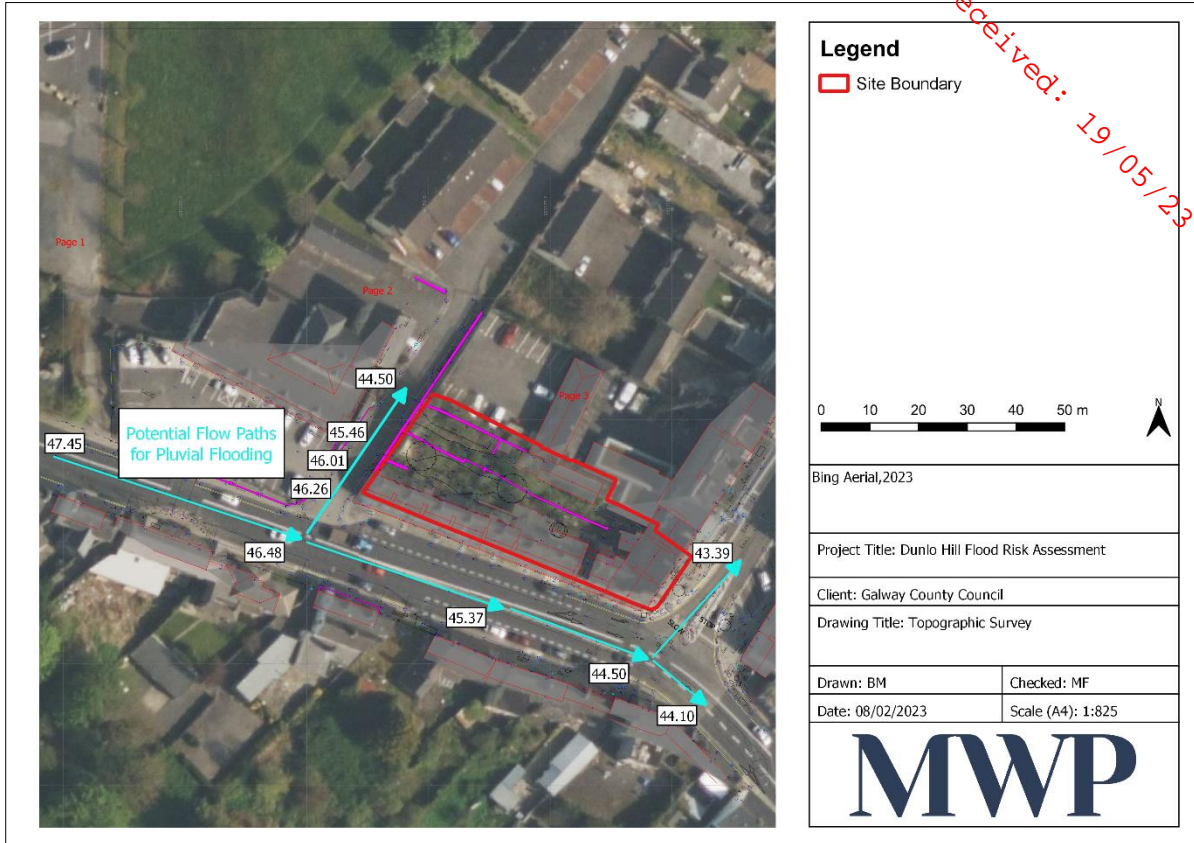 eceived: 19/05/23
Legend
Site Boundary
Page 1
Page 2
Page 3
Potential Flow Paths
for Pluvial Flooding
47.45
44.50
45.46
46.01
46.26
46.48
45.37
44.50
44.10
43.39
SLOW
0 10 20 30 40 50 m
N
Bing Aerial,2023
Project Title: Dunlo Hill Flood Risk Assessment
Client: Galway County Council
Drawing Title: Topographic Survey
Drawn: BM
Checked: MF
Date: 08/02/2023
Scale (A4): 1:825
MWP